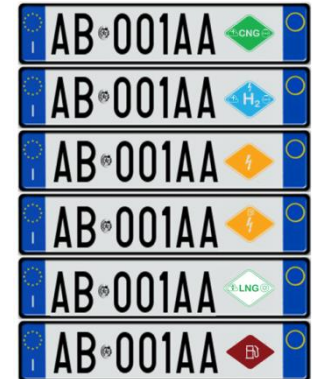 I AB 001AA CNG
I AB 001AA H2
I AB 001AA
I AB 001AA
I AB 001AA LNG
I AB 001AA